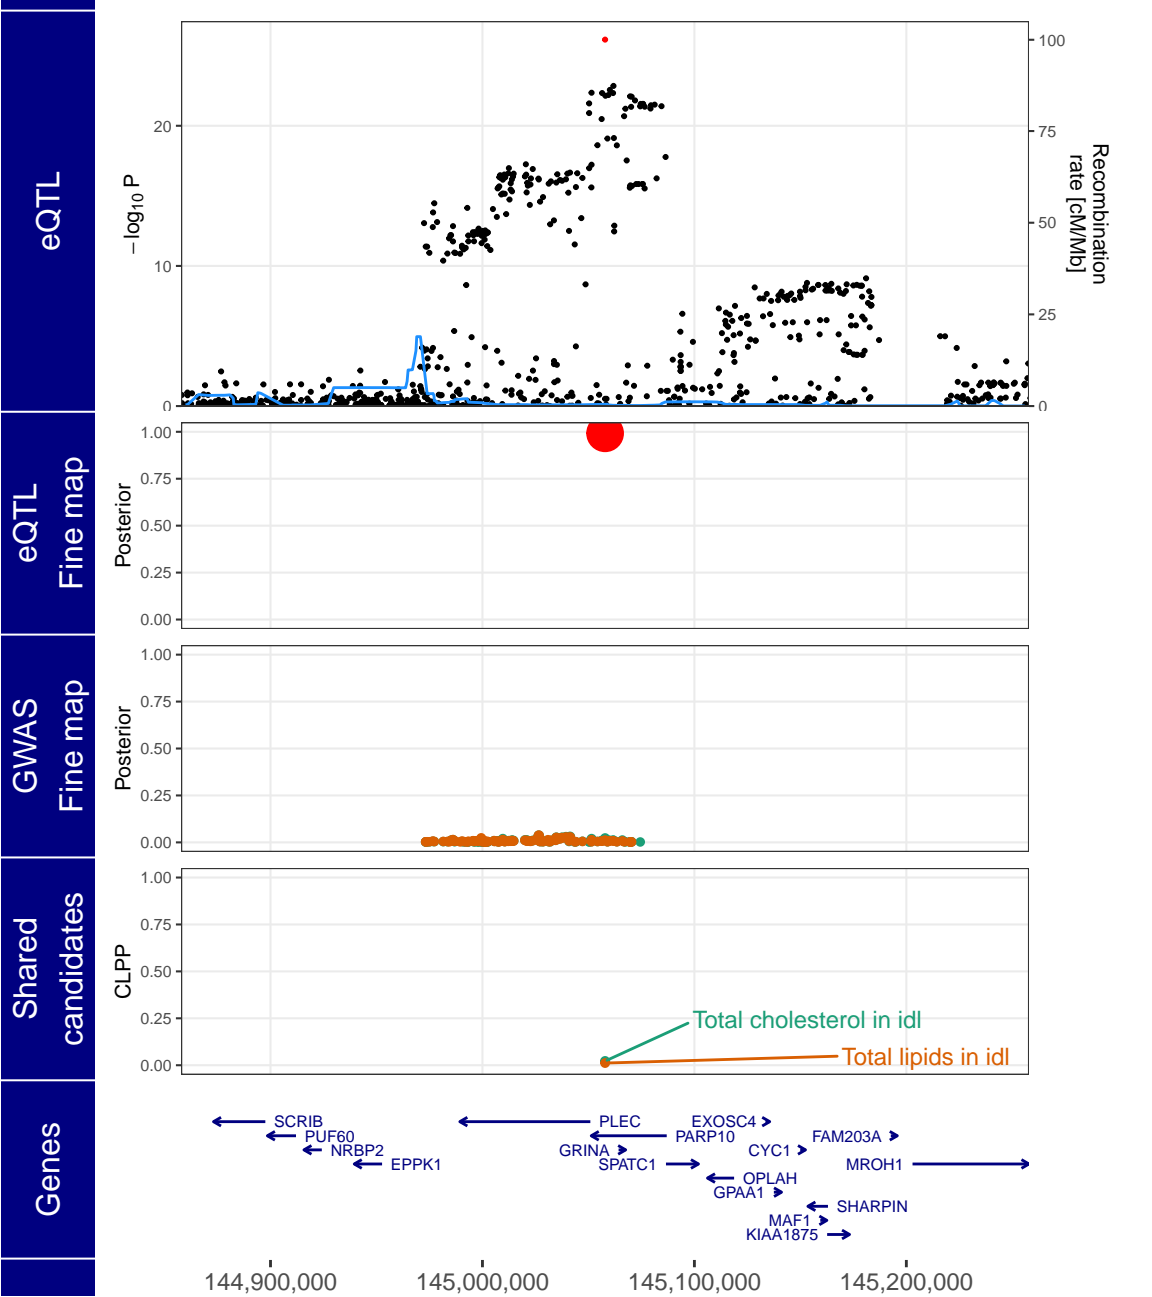 eQTL
−log10 P
20
10
0
100
75
50
25
0
Recombination
rate [cM/Mb]
eQTL
Fine map
Posterior
1.00
0.75
0.50
0.25
0.00
GWAS
Fine map
Posterior
1.00
0.75
0.50
0.25
0.00
Shared
candidates
CLPP
1.00
0.75
0.50
0.25
0.00
Total cholesterol in idl
Total lipids in idl
Genes
SCRIB PLEC EXOSC4
PUF60 PARP10 FAM203A
NRBP2 GRINA CYC1
EPPK1 SPATC1 MROH1
OPLAH
GPAA1
SHARPIN
MAF1
KIAA1875
144,900,000 145,000,000 145,100,000 145,200,000